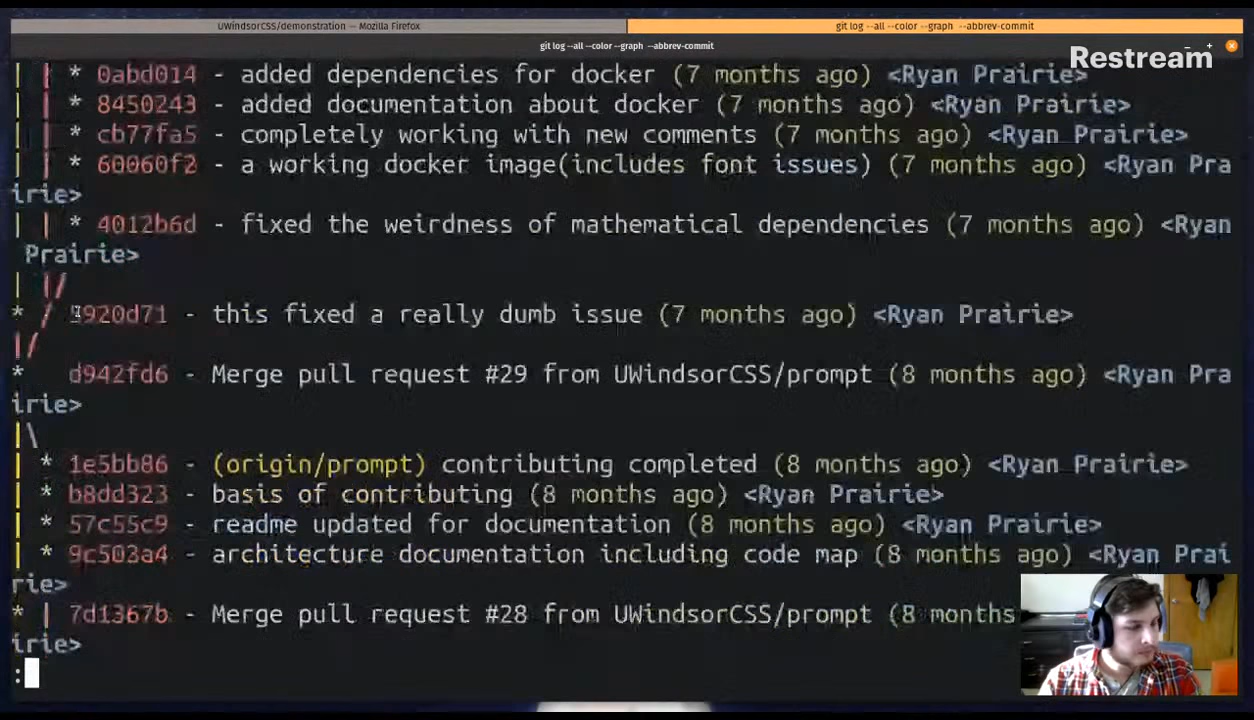 UWindsorCSS/demonstration — Mozilla Firefox
git log --all --color --graph --abbrev-commit
git log --all --color --graph --abbrev-commit
Restream
| | * 0abd014 - added dependencies for docker (7 months ago) <Ryan Prairie>
| | * 8450243 - added documentation about docker (7 months ago) <Ryan Prairie>
| | * cb77fa5 - completely working with new comments (7 months ago) <Ryan Prairie>
| | * 60060f2 - a working docker image(includes font issues) (7 months ago) <Ryan Pra
irie>
| | * 4012b6d - fixed the weirdness of mathematical dependencies (7 months ago) <Ryan
Prairie>
| |/
* / 920d71 - this fixed a really dumb issue (7 months ago) <Ryan Prairie>
|/
* d942fd6 - Merge pull request #29 from UWindsorCSS/prompt (8 months ago) <Ryan Pra
irie>
|\
| * 1e5bb86 - (origin/prompt) contributing completed (8 months ago) <Ryan Prairie>
| * b8dd323 - basis of contributing (8 months ago) <Ryan Prairie>
| * 57c55c9 - readme updated for documentation (8 months ago) <Ryan Prairie>
| * 9c503a4 - architecture documentation including code map (8 months ago) <Ryan Prai
rie>
* | 7d1367b - Merge pull request #28 from UWindsorCSS/prompt (8 months
irie>
: